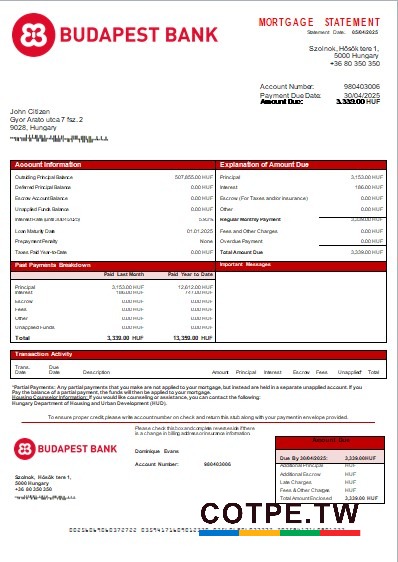 BUDAPEST BANK
MORTGAGE STATEMENT
Statement Date. 05/04/2025
Szolnok, Hősök tere 1,
5000 Hungary
+36 80 350 350
Account Number: 980403006
Payment Due Date: 30/04/2025
Amount Due: 3,339.00 HUF
John Citizen
Gyor Arato utca 7 fsz. 2
9028, Hungary
Account Information
Outsding Principal Balance 507,855.00 HUF
Deferred Principal Balance 0.00 HUF
Escrow Account Balance 0.00 HUF
Unapplied Funds Balance 0.00 HUF
Interest Rate (until 30/04/2025)
Loan Maturity Date 01.01.2025
Prepayment Penalty None
Taxes Paid Year-to-Date 0.00 HUF
Explanation of Amount Due
Principal 3,153.00 HUF
Interest 186.00 HUF
Escrow (For Taxes and/or Insurance) 0.00 HUF
Other 0.00 HUF
Regular Monthly Payment 3,339.00 HUF
Fees and Other Charges 0.00 HUF
Overdue Payment 0.00 HUF
Total Amount Due 3,339.00 HUF
Past Payments Breakdown
Paid Last Month Paid Year to Date
Principal 3,153.00 HUF 12,612.00 HUF
Interest 186.00 HUF HUF
Escrow 0.00 HUF 0.00 HUF
Fees 0.00 HUF 0.00 HUF
Other 0.00 HUF 0.00 HUF
Unapplied Funds 0.00 HUF 0.00 HUF
Total 3,339.00 HUF 13,359.00 HUF
Important Messages
Transaction Activity
Trans. Date Due Date Description Amount Principal Interest Escrow Fees Unapplied Total
*Partial Payments: Any partial payments that you make are not applied to your mortgage, but instead are held in a separate unapplied account. If you
Pay the balance of a partial payment, the funds will then be applied to your mortgage.
Housing Counselor Information: If you would like counseling or assistance, you can contact the following:
Hungary Department of Housing and Urban Development (HUD).
To ensure proper credit, please write account number on check and return this stub along with your payment in envelope provided.
Please check this box and complete reverse side if there
is a change in billing address or insurance information.
BUDAPEST BANK
Dominique Evans
Account Number: 980403006
Szolnok, Hősök tere 1,
5000 Hungary
+36 80 350 350
Amount Due
Due By 30/04/2025: 3,339.00 HUF
Additional Principal HUF
Additional Escrow HUF
Late Charges HUF
Fees & Other Charges HUF
Total Amount Enclosed 3,339.00 HUF
COTPE.TW